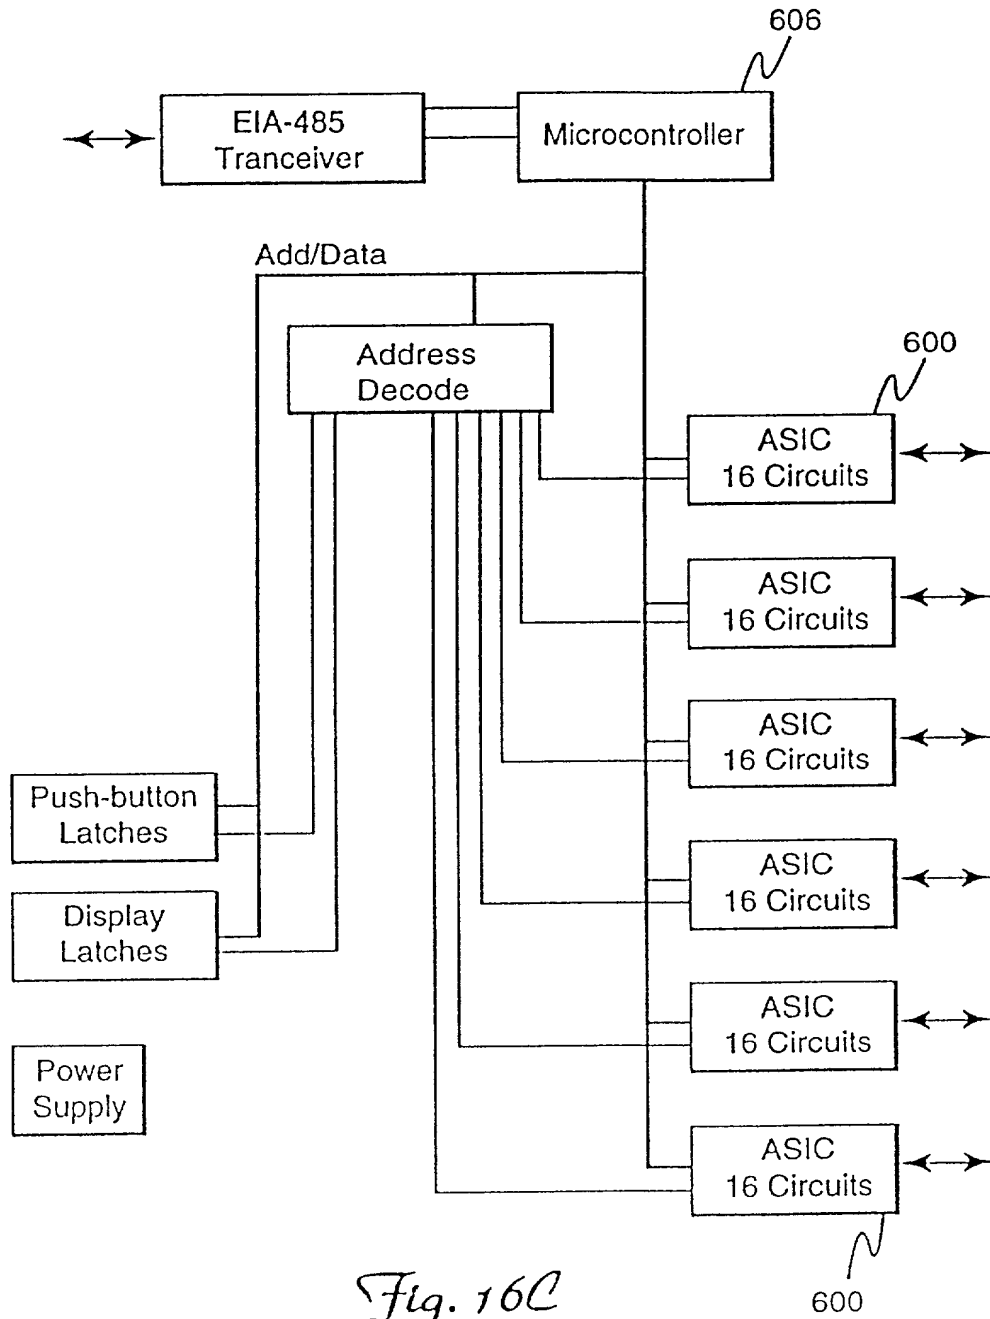 606
EIA-485
Tranceiver
Microcontroller
Add/Data
Address
Decode
600
ASIC
16 Circuits
ASIC
16 Circuits
ASIC
16 Circuits
Push-button
Latches
ASIC
16 Circuits
Display
Latches
ASIC
16 Circuits
Power
Supply
ASIC
16 Circuits
600
Fig. 16C